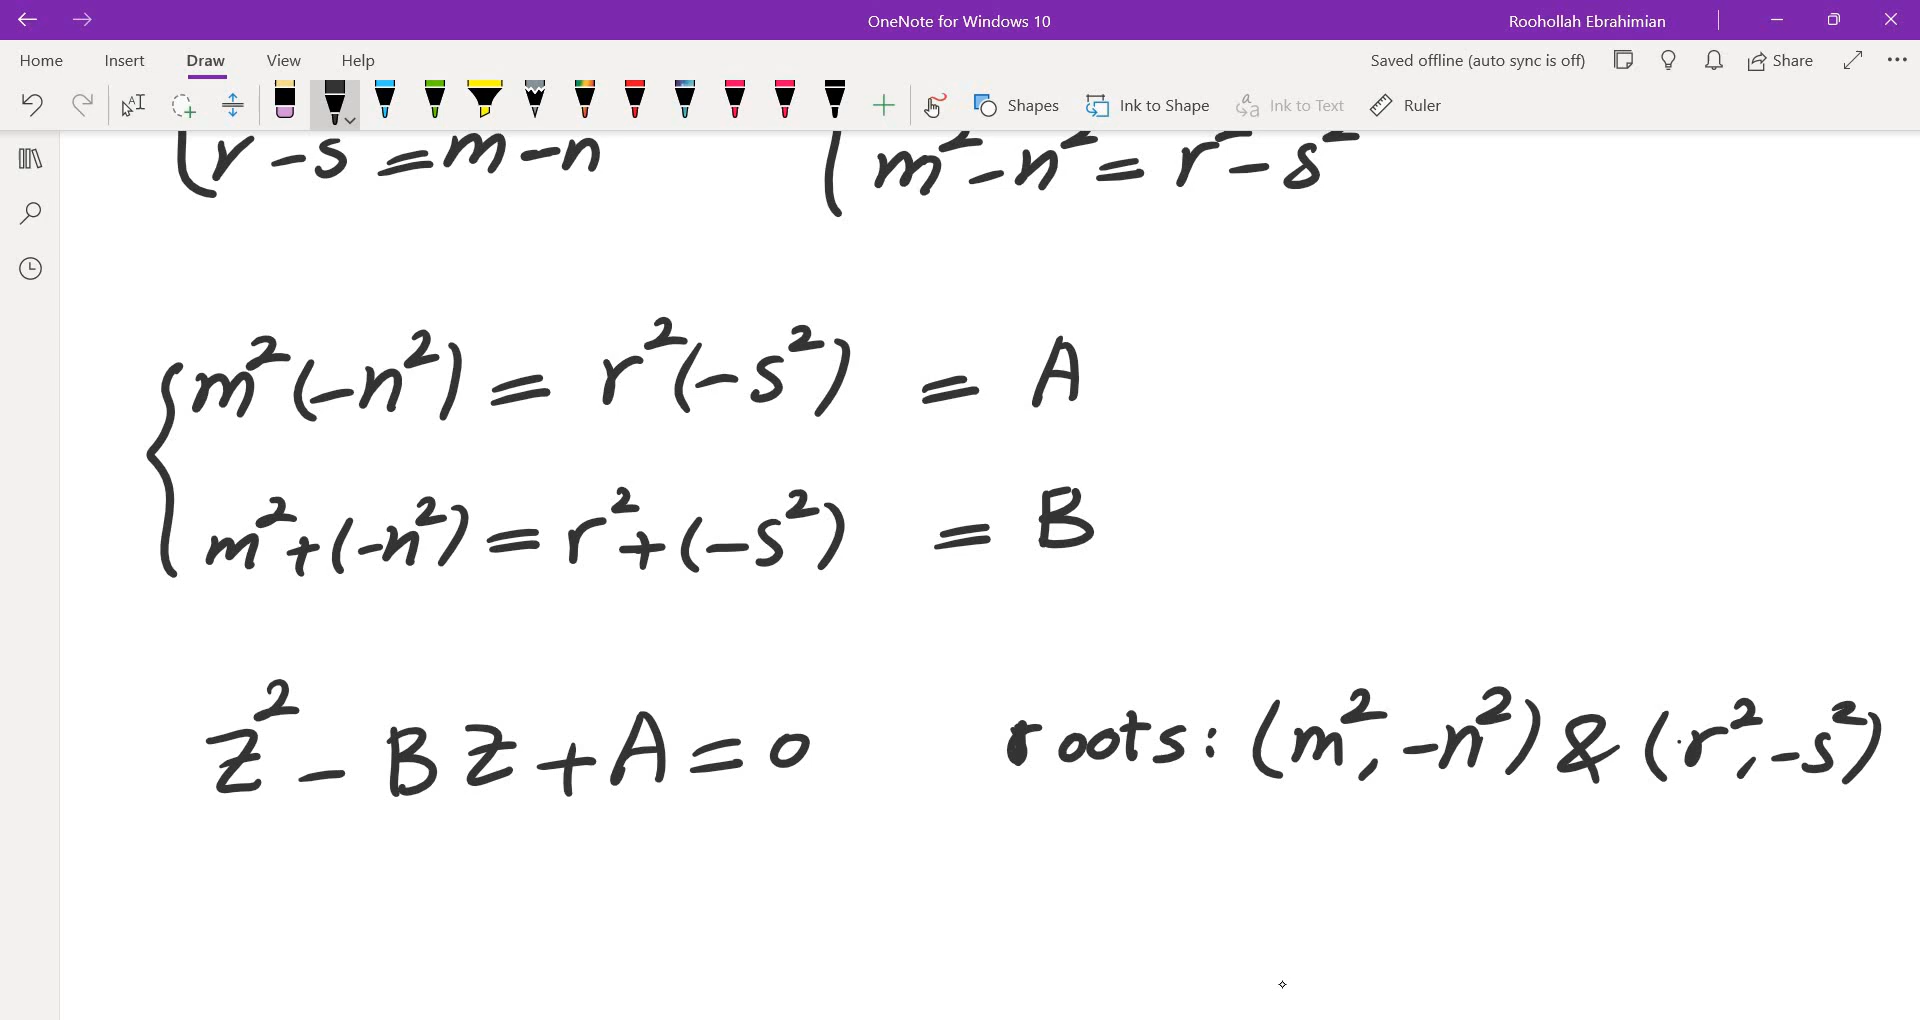 OneNote for Windows 10 Roohollah Ebrahimian
Home Insert Draw View Help Saved offline (auto sync is off) Share
Shapes Ink to Shape Ink to Text Ruler
r - s = m - n m² - n² = r² - s²
m²(-n²) = r²(-s²) = A
m² + (-n²) = r² + (-s²) = B
z² - Bz + A = 0 roots: (m², -n²) & (r², -s²)